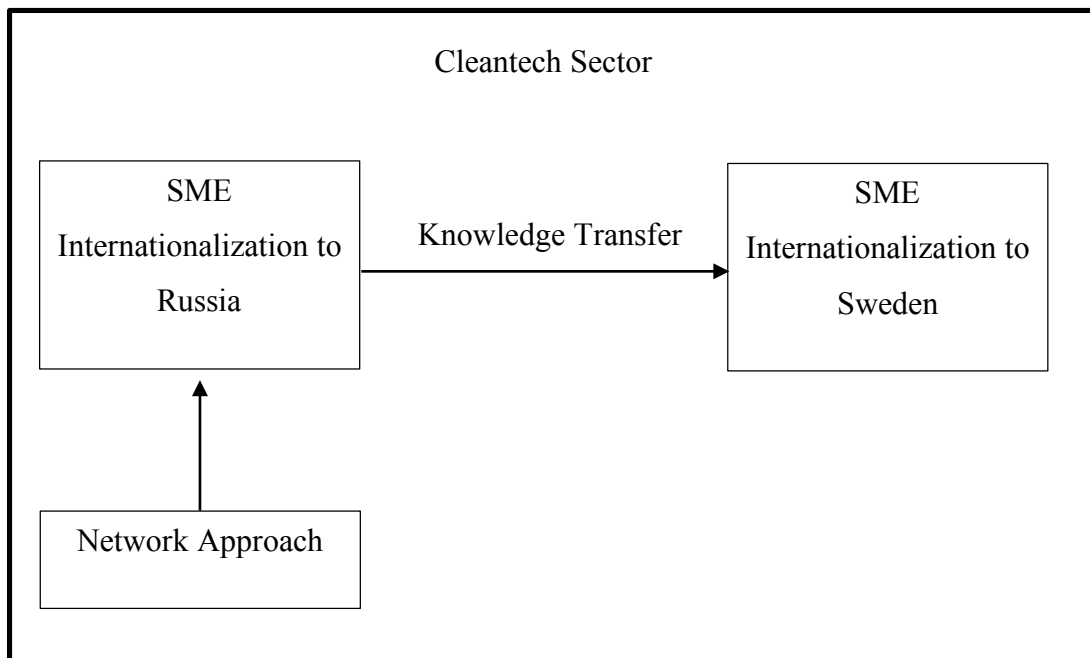 Cleantech Sector
SME
Internationalization to
Russia
Knowledge Transfer
SME
Internationalization to
Sweden
Network Approach